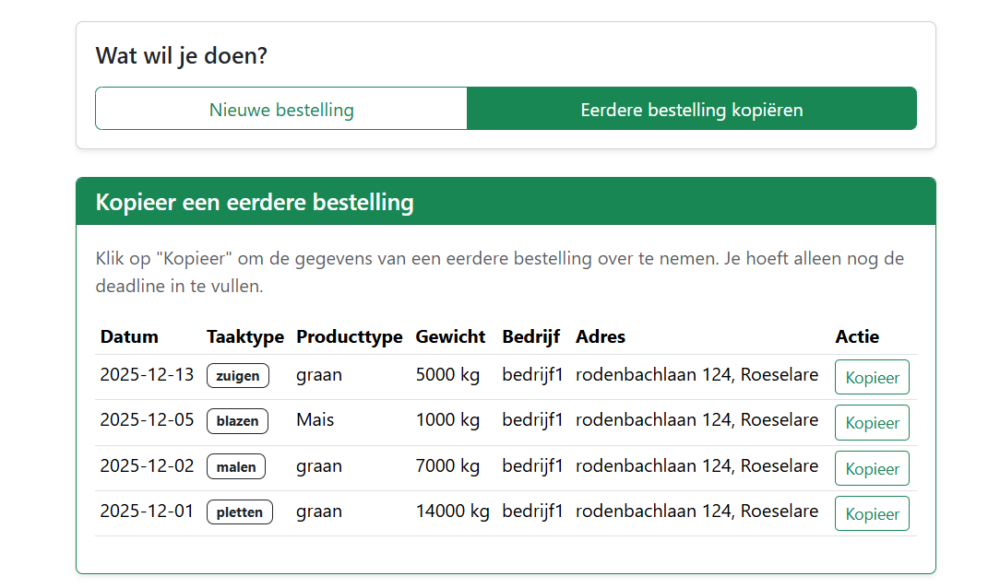 Wat wil je doen?
Nieuwe bestelling Eerdere bestelling kopiëren
Kopieer een eerdere bestelling
Klik op "Kopieer" om de gegevens van een eerdere bestelling over te nemen. Je hoeft alleen nog de
deadline in te vullen.
Datum Taaktype Producttype Gewicht Bedrijf Adres Actie
2025-12-13 zuigen graan 5000 kg bedrijf1 rodenbachlaan 124, Roeselare Kopieer
2025-12-05 blazen Mais 1000 kg bedrijf1 rodenbachlaan 124, Roeselare Kopieer
2025-12-02 malen graan 7000 kg bedrijf1 rodenbachlaan 124, Roeselare Kopieer
2025-12-01 pletten graan 14000 kg bedrijf1 rodenbachlaan 124, Roeselare Kopieer